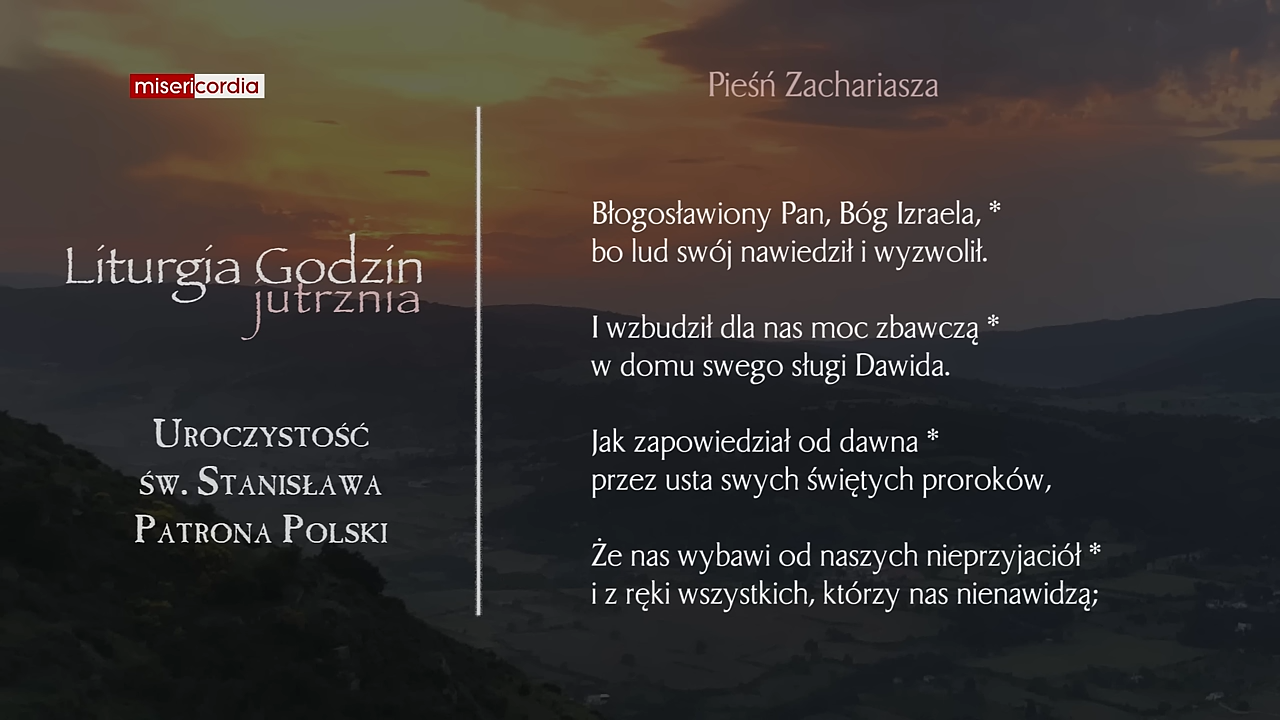 misericordia
Liturgia Godzin
jutrznia
Uroczystość
św. Stanisława
Patrona Polski
Pieśń Zachariasza
Błogosławiony Pan, Bóg Izraela, *
bo lud swój nawiedził i wyzwolił.
I wzbudził dla nas moc zbawczą *
w domu swego sługi Dawida.
Jak zapowiedział od dawna *
przez usta swych świętych proroków,
Że nas wybawi od naszych nieprzyjaciół *
i z ręki wszystkich, którzy nas nienawidzą;